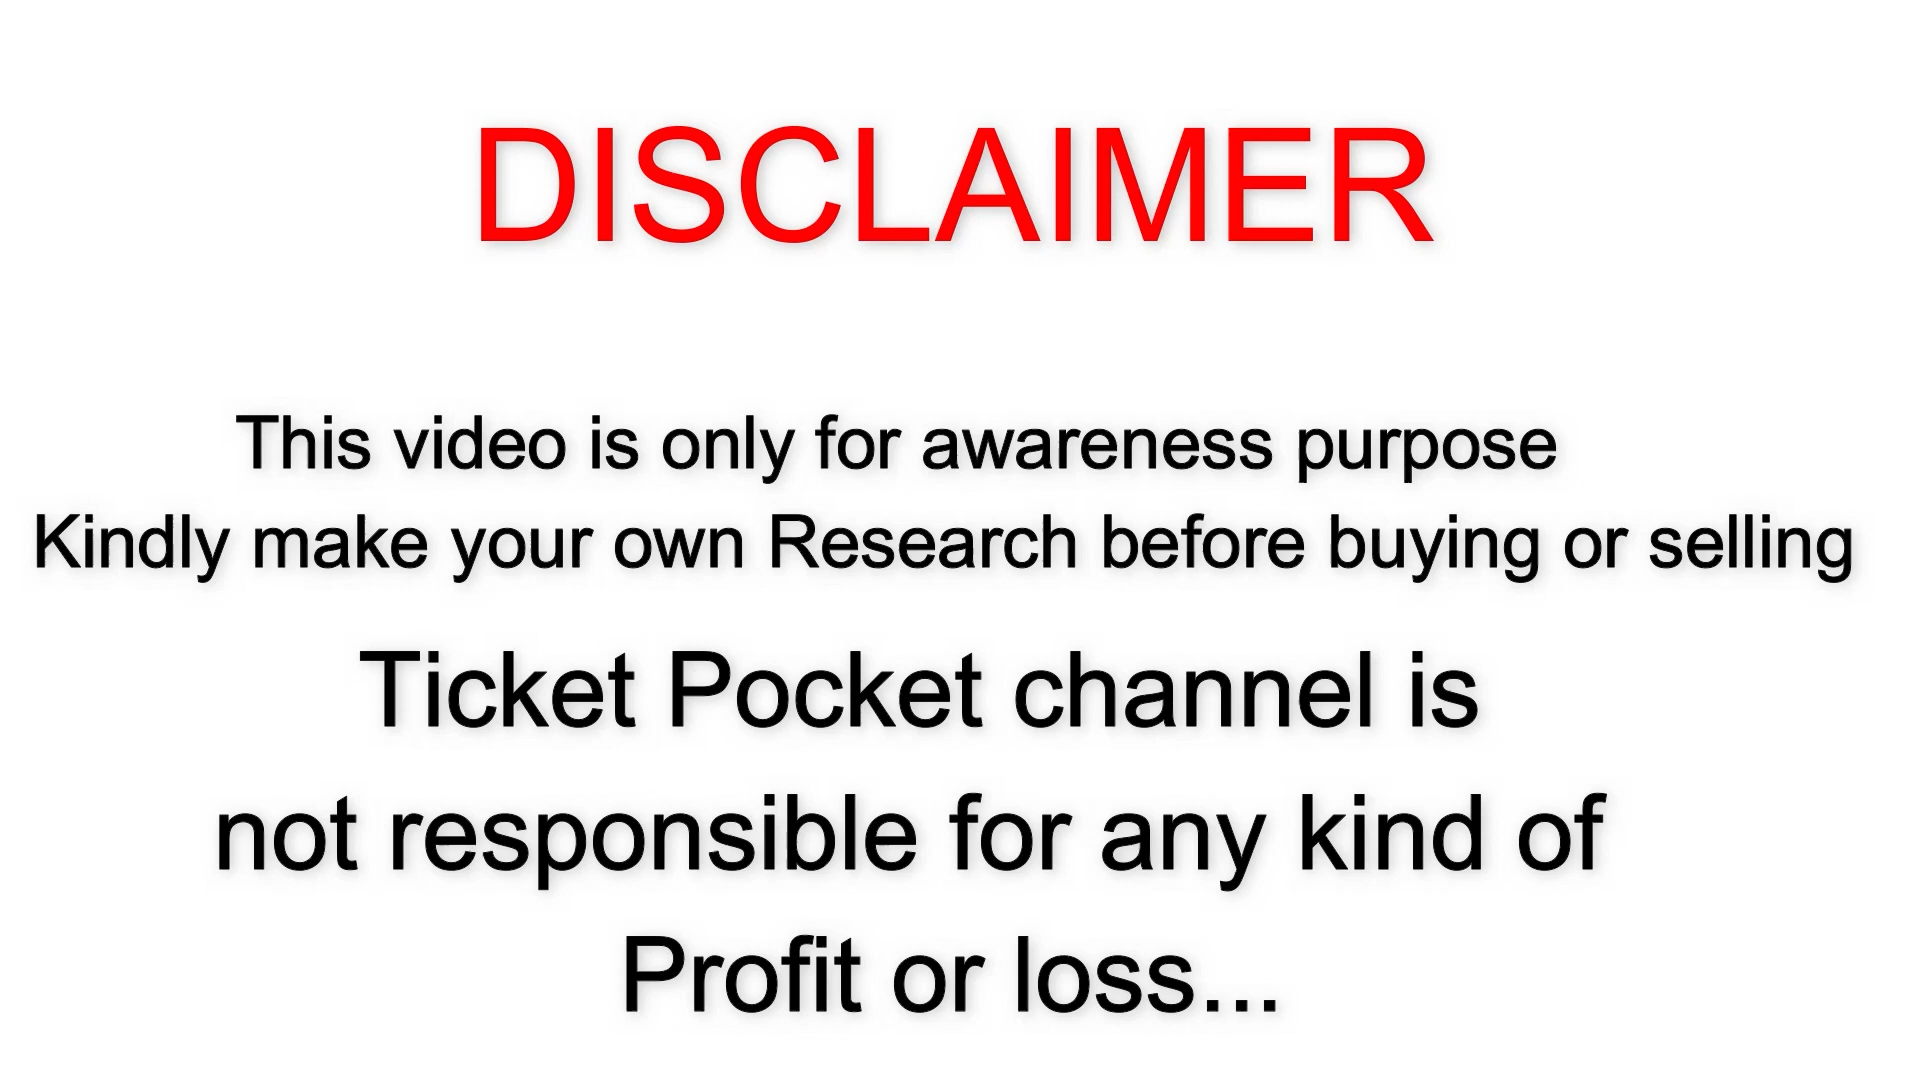 DISCLAIMER
This video is only for awareness purpose
Kindly make your own Research before buying or selling
Ticket Pocket channel is
not responsible for any kind of
Profit or loss...